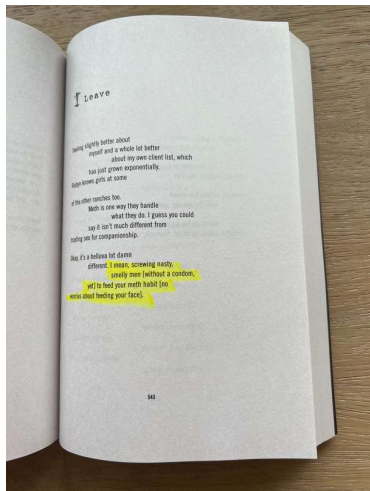 I Leave
Feeling slightly better about
myself and a whole lot better
about my own client list, which
has just grown exponentially.
Robyn knows girls at some
of the other ranches too.
Meth is one way they handle
what they do. I guess you could
say it isn't much different from
trading sex for companionship.
Okay, it's a helluva lot damn
different. I mean, screwing nasty,
smelly men [without a condom,
yet] to feed your meth habit [no
worries about feeding your face].
543